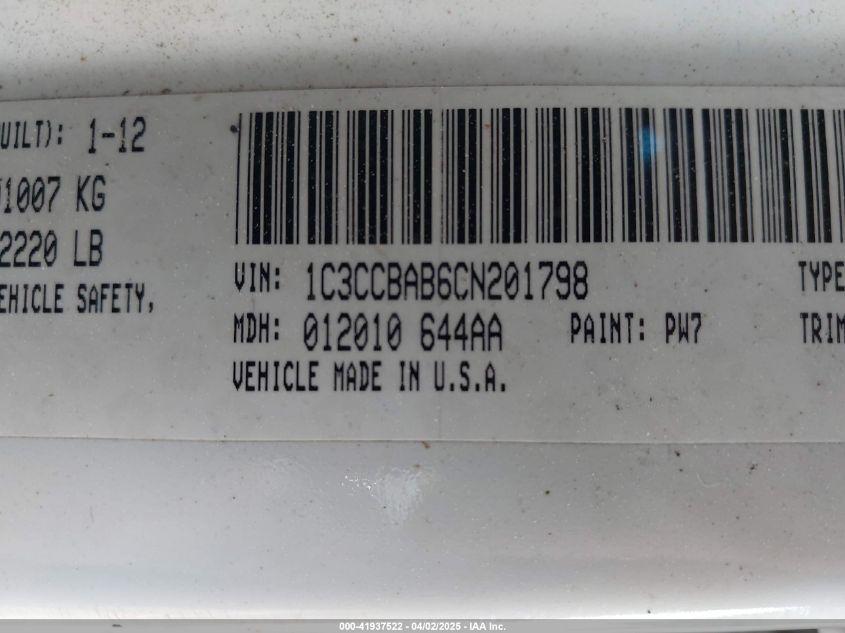 UILT): 1-12
1007 KG
2220 LB
EHICLE SAFETY,
VIN: 1C3CCBAB6CN201798
MDH: 012010 644AA PAINT: PW7
VEHICLE MADE IN U.S.A.
TYPE
TRIM
000-41937522 - 04/02/2025 - IAA Inc.